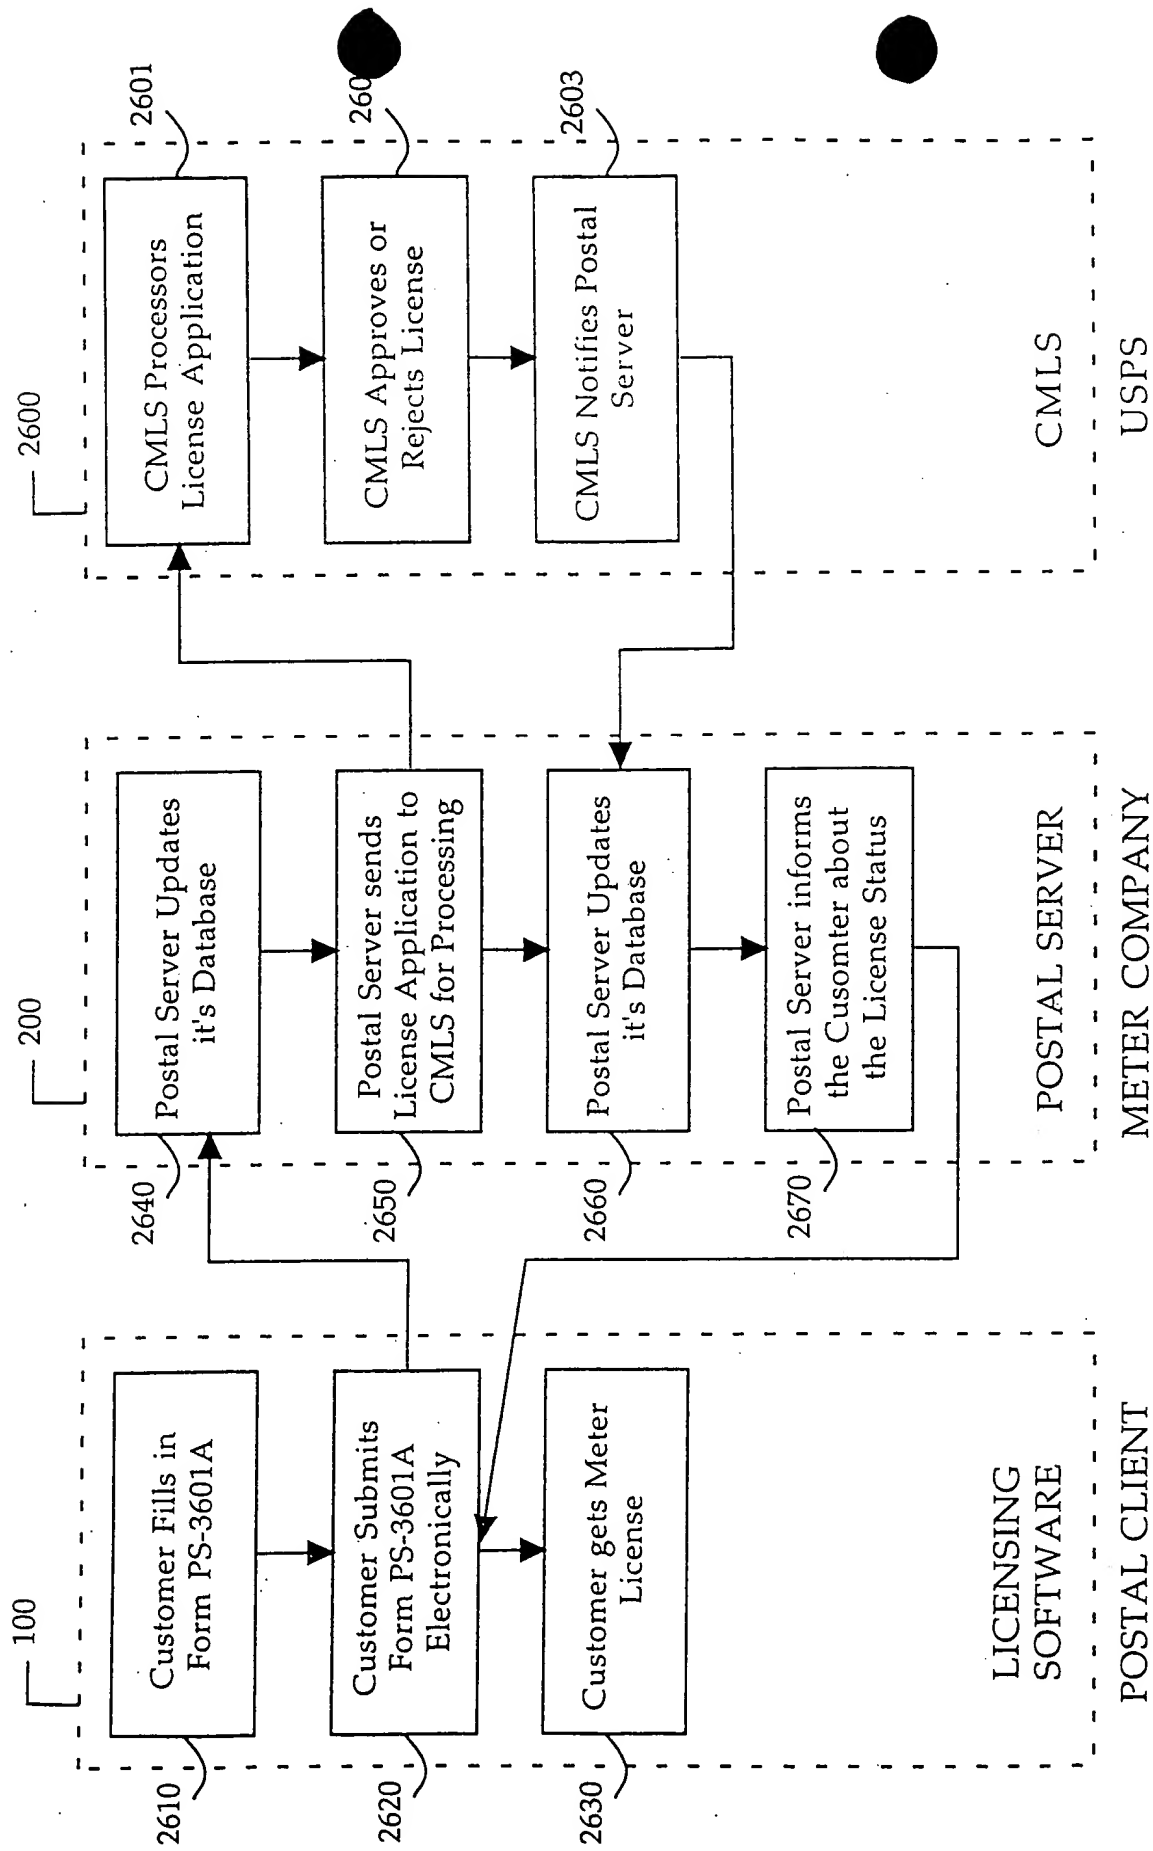 100
2610
Customer Fills in
Form PS-3601A
2620
Customer Submits
Form PS-3601A
Electronically
2630
Customer gets Meter
License
LICENSING
SOFTWARE
POSTAL CLIENT
200
2640
Postal Server Updates
it's Database
2650
Postal Server sends
License Application to
CMLS for Processing
2660
Postal Server Updates
it's Database
2670
Postal Server informs
the Cusomter about
the License Status
POSTAL SERVER
METER COMPANY
2600
2601
CMLS Processors
License Application
CMLS Approves or
Rejects License
2603
CMLS Notifies Postal
Server
CMLS
USPS